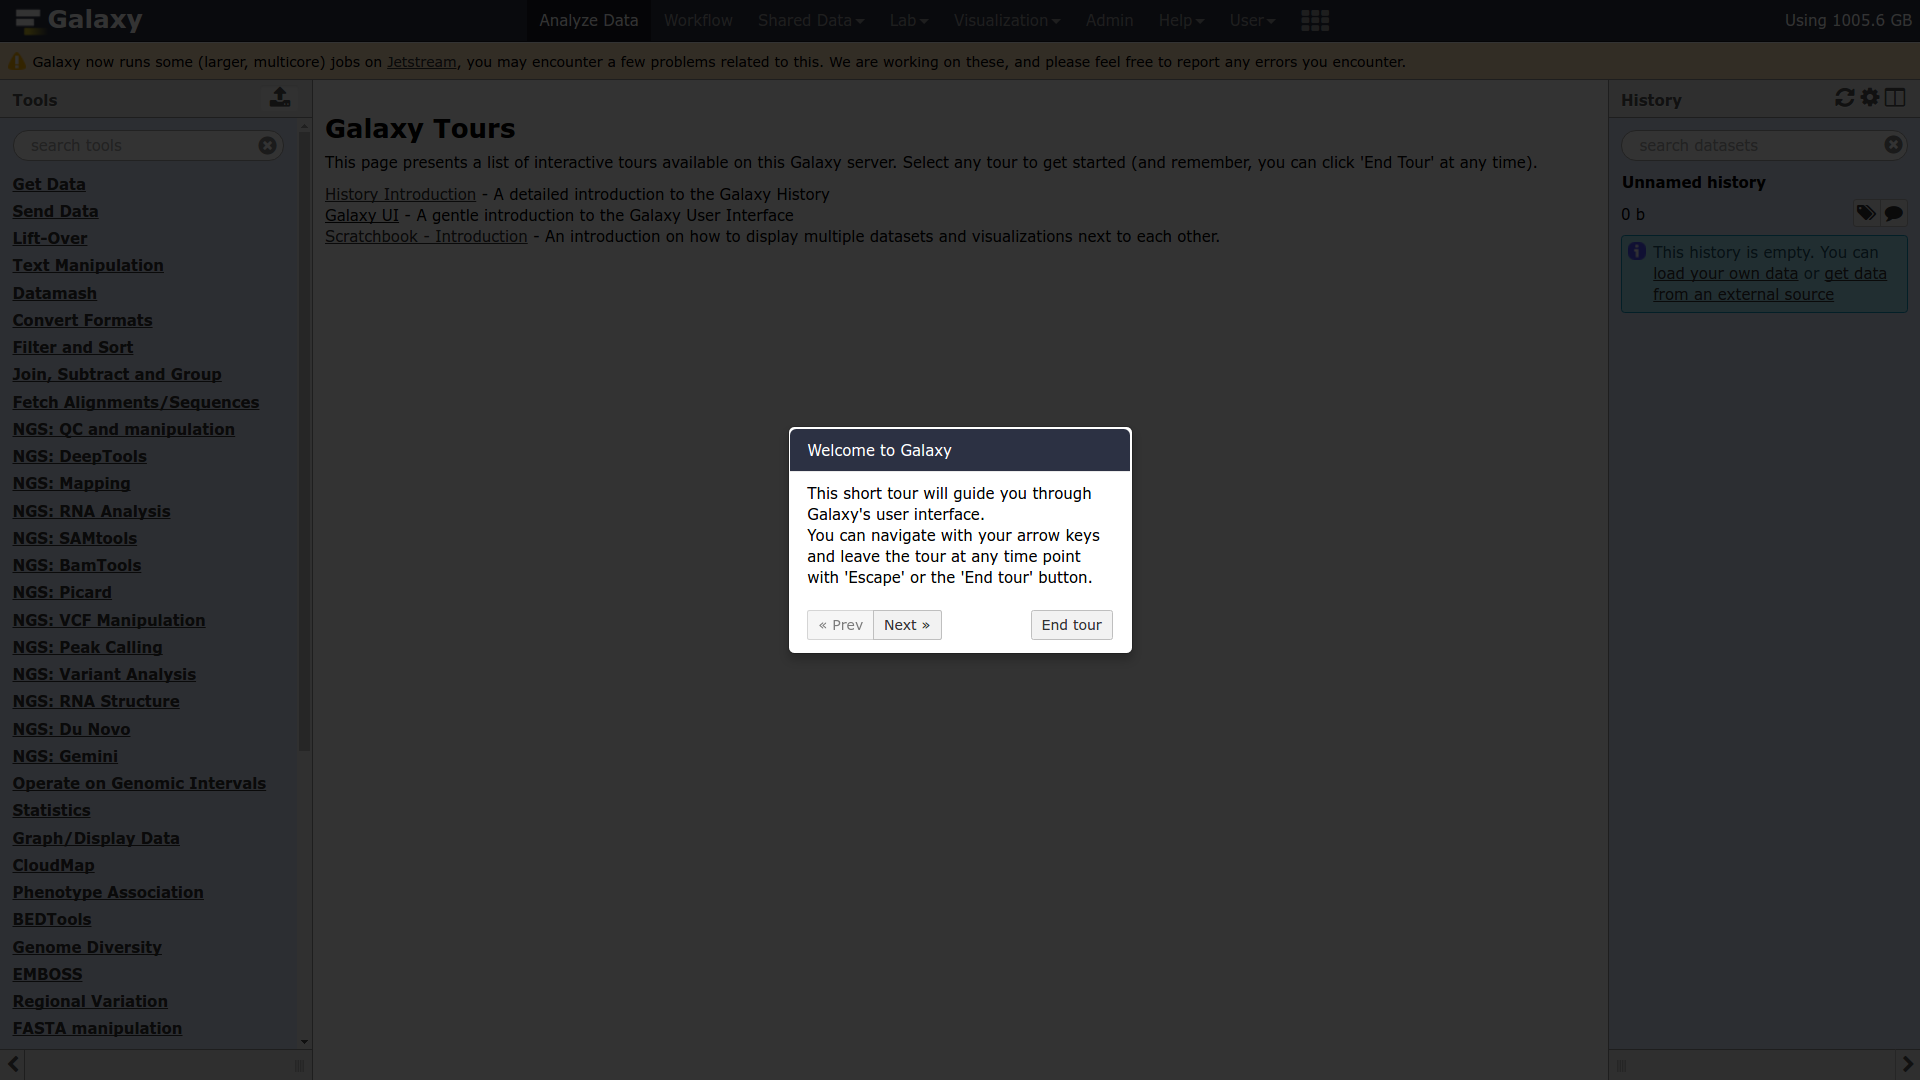 Galaxy
Analyze Data Workflow Shared Data Lab Visualization Admin Help User
Using 1005.6 GB
Galaxy now runs some (larger, multicore) jobs on Jetstream, you may encounter a few problems related to this. We are working on these, and please feel free to report any errors you encounter.
Tools
search tools
Get Data
Send Data
Lift-Over
Text Manipulation
Datamash
Convert Formats
Filter and Sort
Join, Subtract and Group
Fetch Alignments/Sequences
NGS: QC and manipulation
NGS: DeepTools
NGS: Mapping
NGS: RNA Analysis
NGS: SAMtools
NGS: BamTools
NGS: Picard
NGS: VCF Manipulation
NGS: Peak Calling
NGS: Variant Analysis
NGS: RNA Structure
NGS: Du Novo
NGS: Gemini
Operate on Genomic Intervals
Statistics
Graph/Display Data
CloudMap
Phenotype Association
BEDTools
Genome Diversity
EMBOSS
Regional Variation
FASTA manipulation
Galaxy Tours
This page presents a list of interactive tours available on this Galaxy server. Select any tour to get started (and remember, you can click 'End Tour' at any time).
History Introduction - A detailed introduction to the Galaxy History
Galaxy UI - A gentle introduction to the Galaxy User Interface
Scratchbook - Introduction - An introduction on how to display multiple datasets and visualizations next to each other.
Welcome to Galaxy
This short tour will guide you through
Galaxy's user interface.
You can navigate with your arrow keys
and leave the tour at any time point
with 'Escape' or the 'End tour' button.
« Prev Next » End tour
History
search datasets
Unnamed history
0 b
This history is empty. You can
load your own data or get data
from an external source